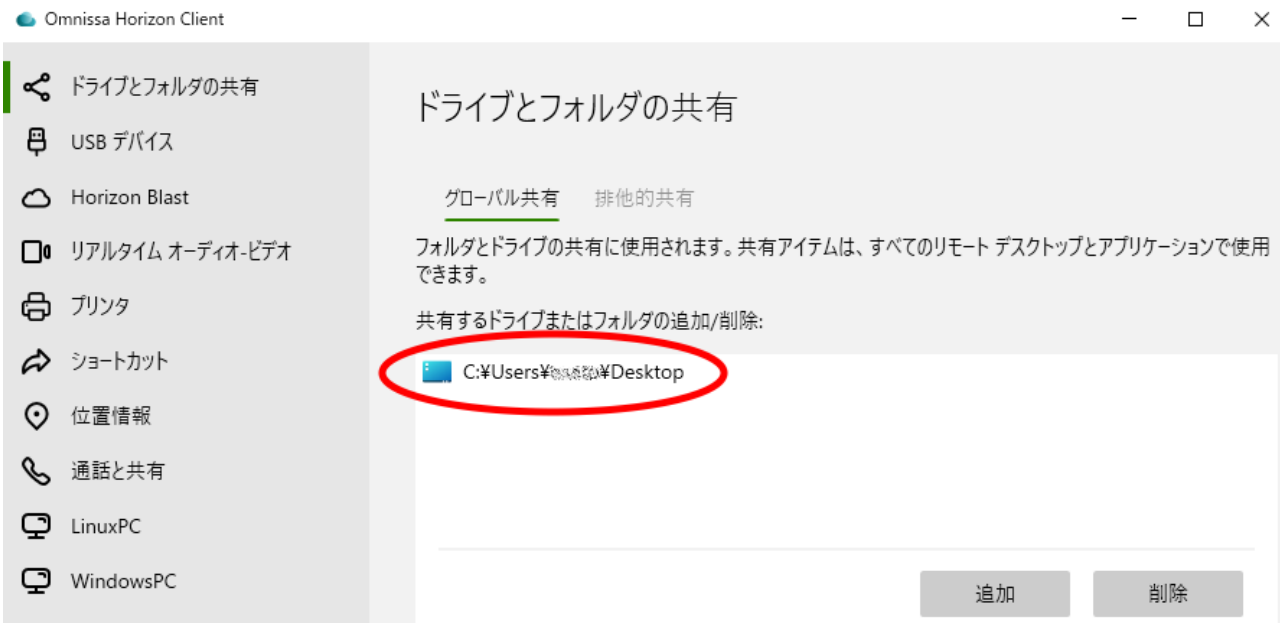 Omnissa Horizon Client
ドライブとフォルダの共有
USB デバイス
Horizon Blast
リアルタイム オーディオ-ビデオ
プリンタ
ショートカット
位置情報
通話と共有
LinuxPC
WindowsPC
ドライブとフォルダの共有
グローバル共有 排他的共有
フォルダとドライブの共有に使用されます。共有アイテムは、すべてのリモート デスクトップとアプリケーションで使用
できます。
共有するドライブまたはフォルダの追加/削除:
C:¥Users¥ ¥Desktop
追加 削除